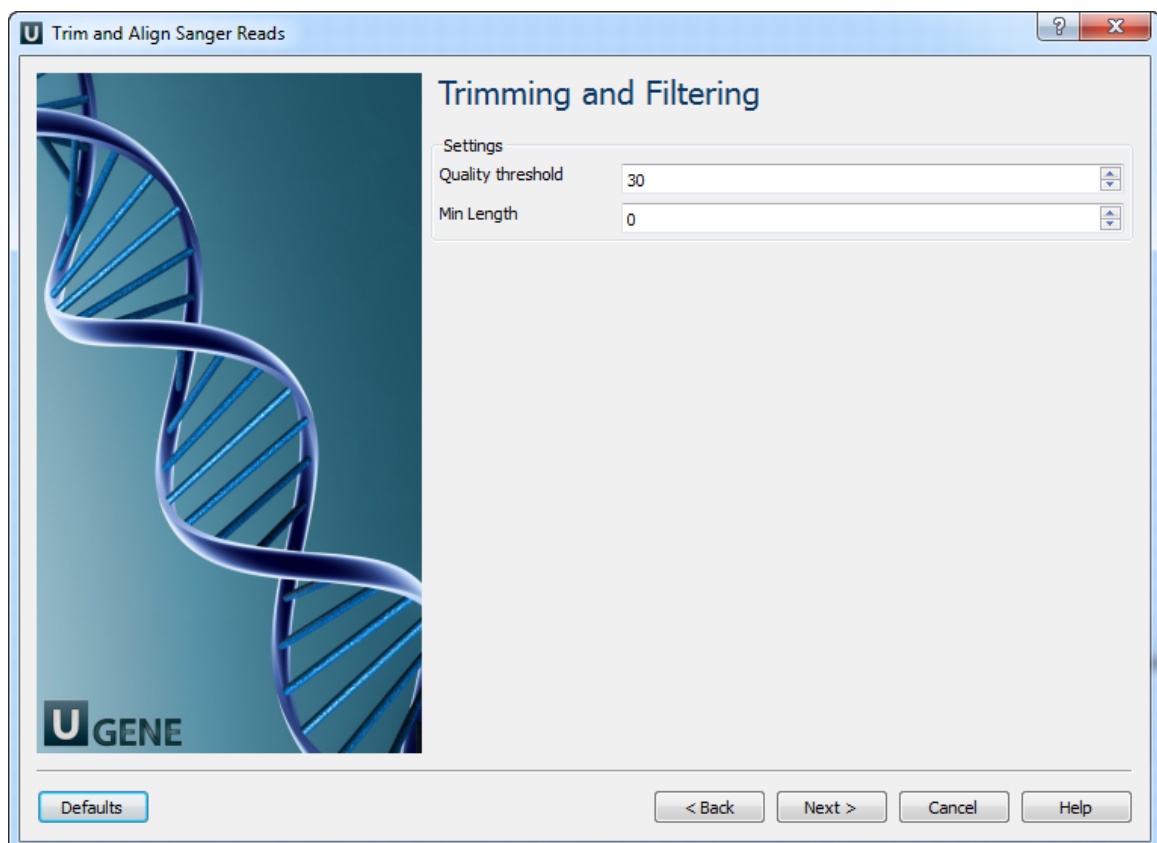 U Trim and Align Sanger Reads
? X
Trimming and Filtering
Settings
Quality threshold 30
Min Length 0
U GENE
Defaults < Back Next > Cancel Help